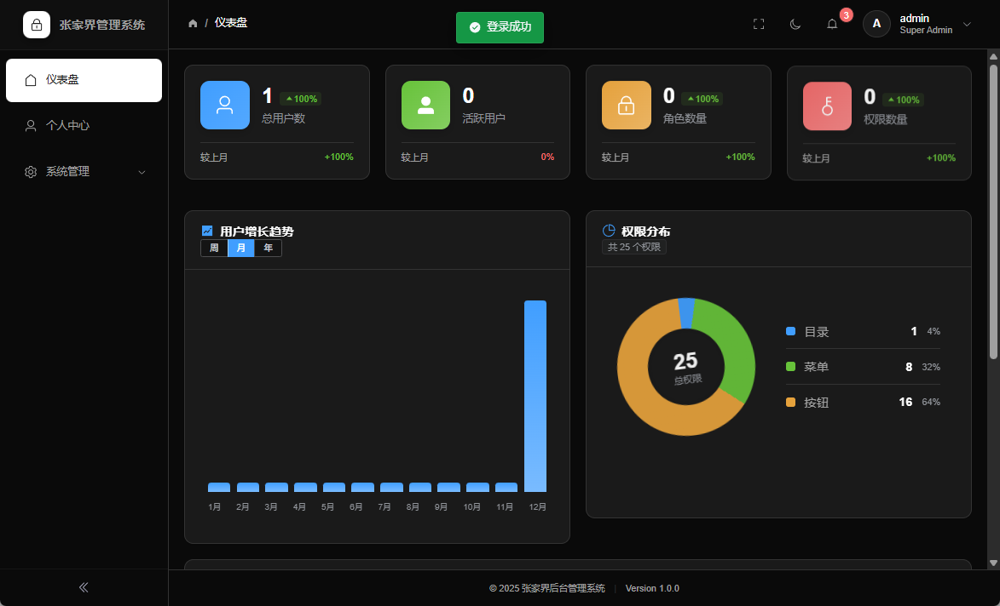 张家界管理系统
/ 仪表盘
登录成功
3
A
admin
Super Admin
仪表盘
个人中心
系统管理
1 100%
总用户数
较上月 +100%
0
活跃用户
较上月 0%
0 100%
角色数量
较上月 +100%
0 100%
权限数量
较上月 +100%
用户增长趋势
周 月 年
1月 2月 3月 4月 5月 6月 7月 8月 9月 10月 11月 12月
权限分布
共 25 个权限
25
总权限
目录 1 4%
菜单 8 32%
按钮 16 64%
© 2025 张家界后台管理系统 | Version 1.0.0